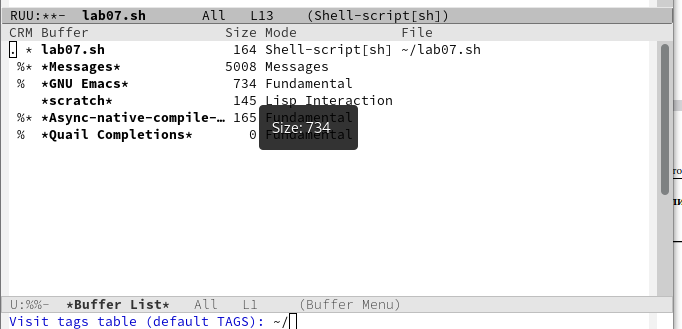 RUU:**-  lab07.sh       All   L13    (Shell-script[sh])
CRM Buffer                  Size Mode             File
. * lab07.sh                 164 Shell-script[sh] ~/lab07.sh
 %* *Messages*              5008 Messages
 %  *GNU Emacs*              734 Fundamental
    *scratch*                145 Lisp Interaction
 %* *Async-native-compile-… 165 Fundamental
Size: 734
 %  *Quail Completions*        0 Fundamental
U:%%-  *Buffer List*   All   L1     (Buffer Menu)
Visit tags table (default TAGS): ~/